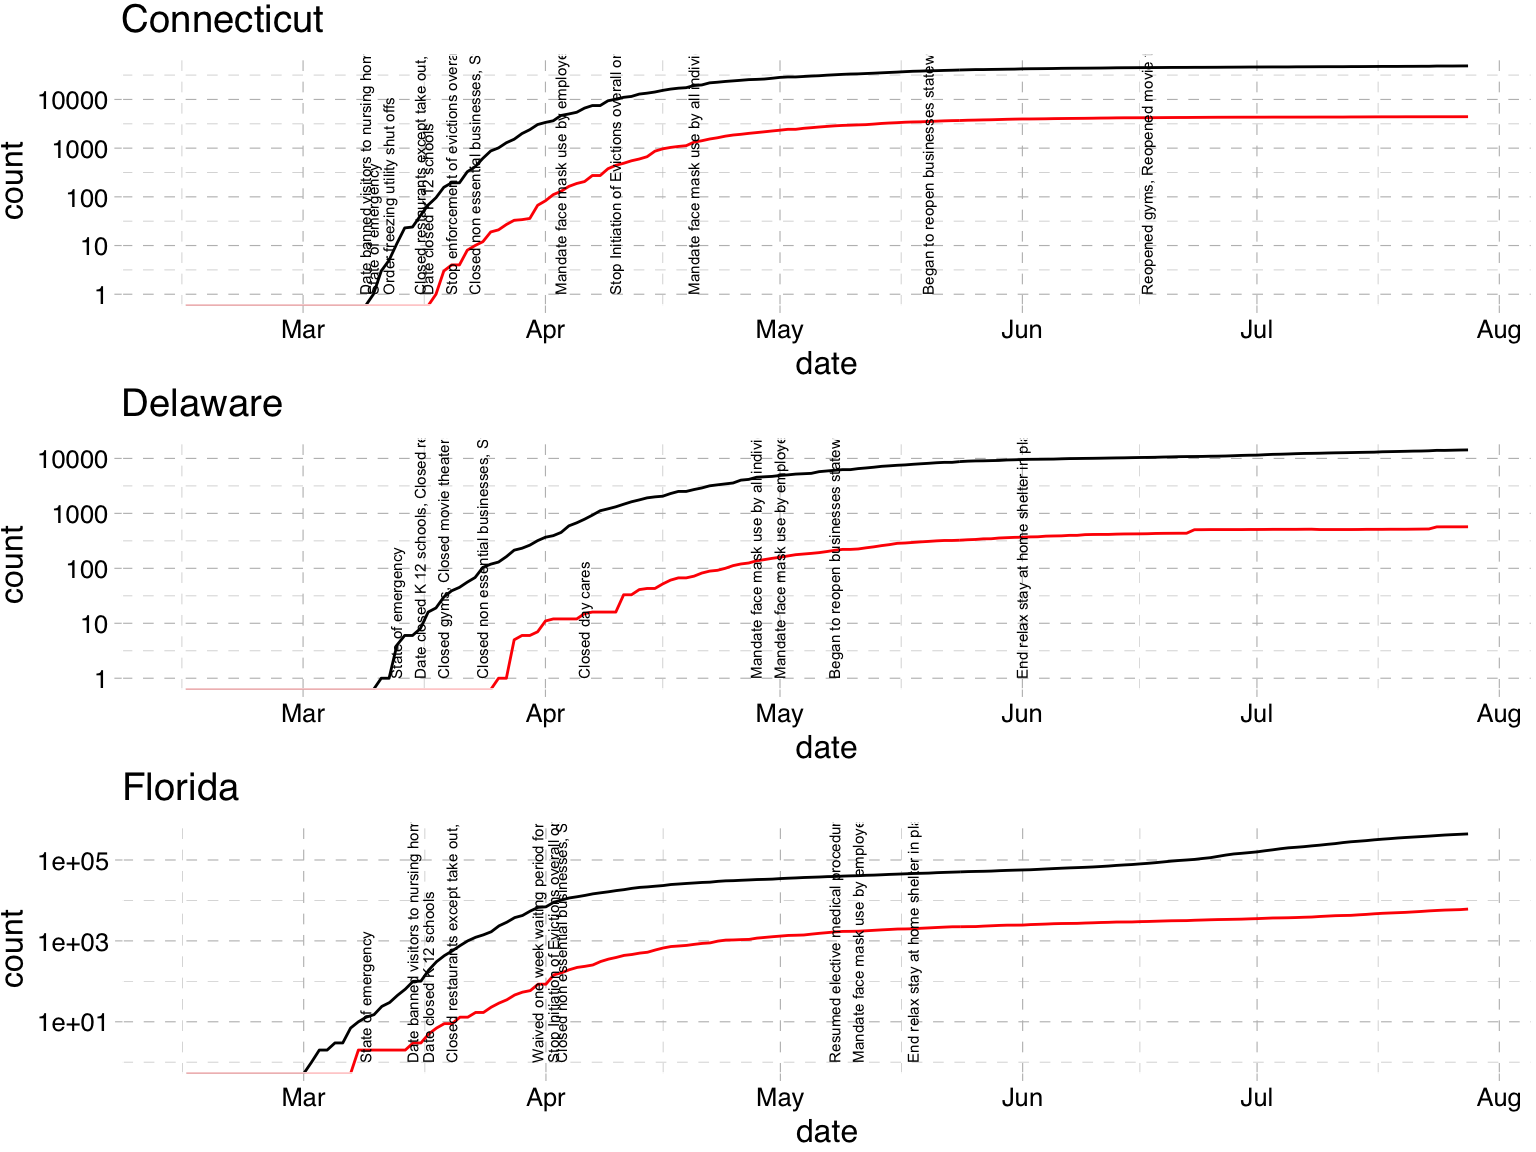 Connecticut
count
10000
1000
100
10
1
Date banned visitors to nursing hom
State of emergency
Order freezing utility shut offs
Closed restaurants except take out,
Date closed K 12 schools
Stop enforcement of evictions overa
Closed non essential businesses, S
Mandate face mask use by employe
Stop Initiation of Evictions overall or
Mandate face mask use by all indivi
Began to reopen businesses statew
Reopened gyms, Reopened movie
Mar
Apr
May
Jun
Jul
Aug
date
Delaware
count
10000
1000
100
10
1
State of emergency
Date closed K 12 schools, Closed re
Closed gyms, Closed movie theater
Closed non essential businesses, S
Closed day cares
Mandate face mask use by all indivi
Mandate face mask use by employe
Began to reopen businesses statew
End relax stay at home shelter in pla
Mar
Apr
May
Jun
Jul
Aug
date
Florida
count
1e+05
1e+03
1e+01
State of emergency
Date banned visitors to nursing hom
Date closed K 12 schools
Closed restaurants except take out,
Waived one week waiting period for
Stop Initiation of Evictions overall or
Closed non essential businesses, S
Resumed elective medical procedur
Mandate face mask use by employe
End relax stay at home shelter in pla
Mar
Apr
May
Jun
Jul
Aug
date